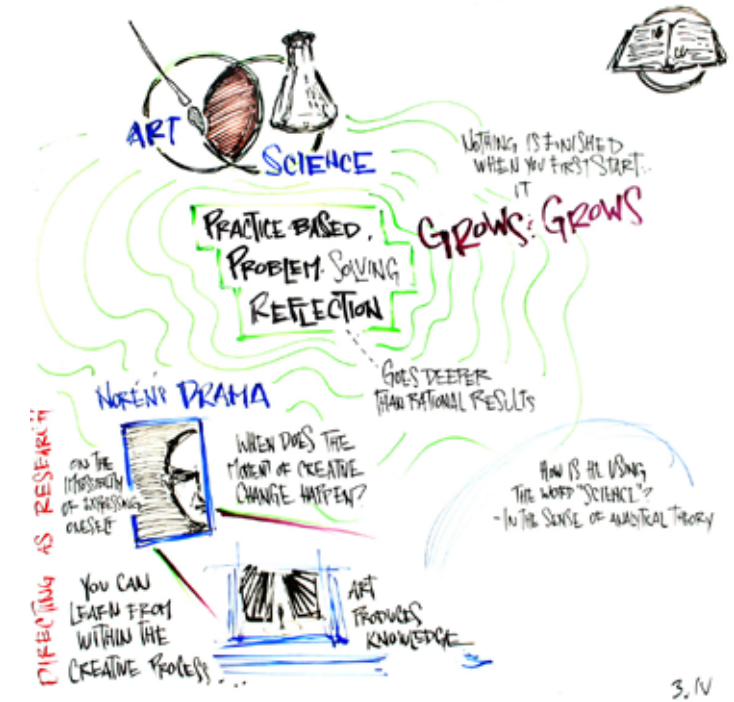 ART
SCIENCE
NOTHING IS FINISHED
WHEN YOU FIRST START...
IT
GROWS & GROWS
PRACTICE BASED.
PROBLEM SOLVING
REFLECTION
GOES DEEPER
THAN RATIONAL RESULTS
NORÉN'S DRAMA
ON THE
IMPOSSIBILITY
OF EXPRESSING
ONESELF
WHEN DOES THE
MOMENT OF CREATIVE
CHANGE HAPPEN?
HOW IS HE USING
THE WORD "SCIENCE"?
- IN THE SENSE OF ANALYTICAL THEORY
DIRECTING AS RESEARCH
YOU CAN
LEARN FROM
WITHIN THE
CREATIVE PROCESS...
ART
PRODUCES
KNOWLEDGE
3.IV